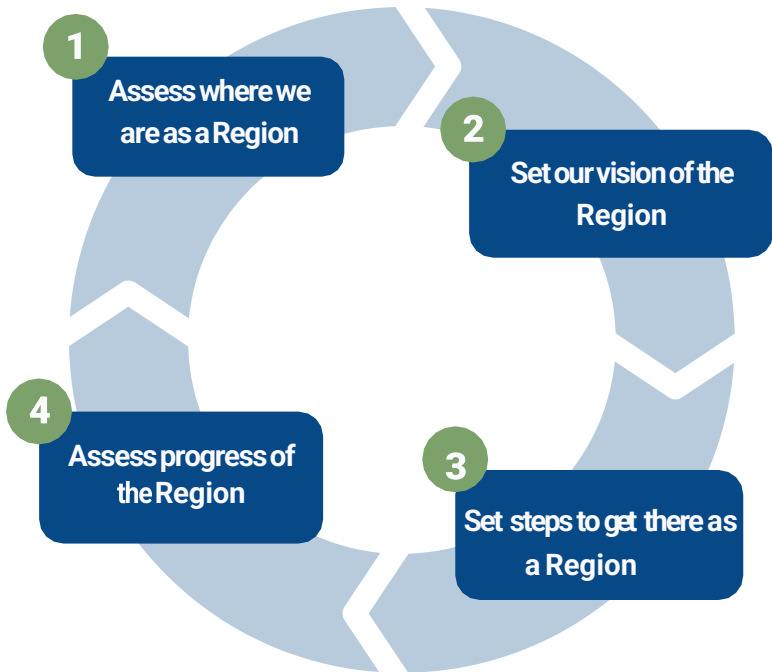 1
Assess where we
are as a Region
2
Set our vision of the
Region
3
Set steps to get there as
a Region
4
Assess progress of
the Region